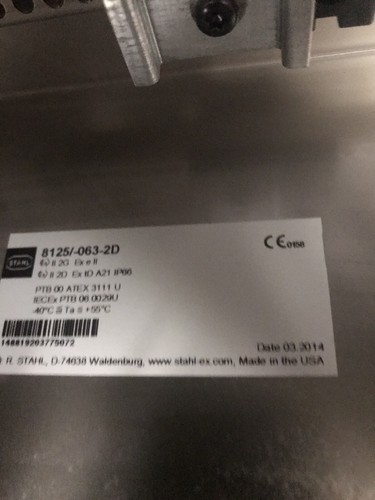 STAHL
8125/-063-2D
CE 0158
II 2G Ex e II
II 2D Ex tD A21 IP66
PTB 00 ATEX 3111 U
IECEx PTB 06.0029U
-40°C ≤ Ta ≤ +55°C
148819203775072
R. STAHL, D-74638 Waldenburg, www.stahl-ex.com, Made in the USA
Date 03.2014